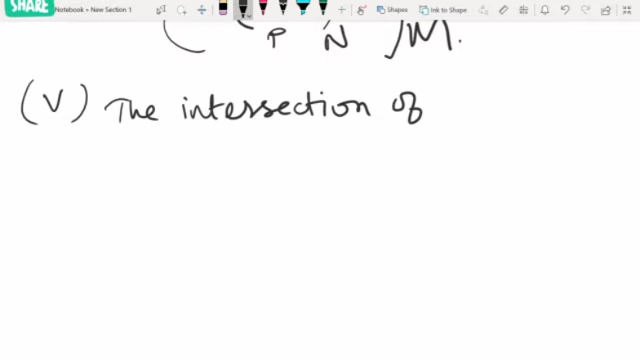 SHARE
Notebook • New Section 1
Shapes
Ink to Shape
P N M.
(V) The intersection of